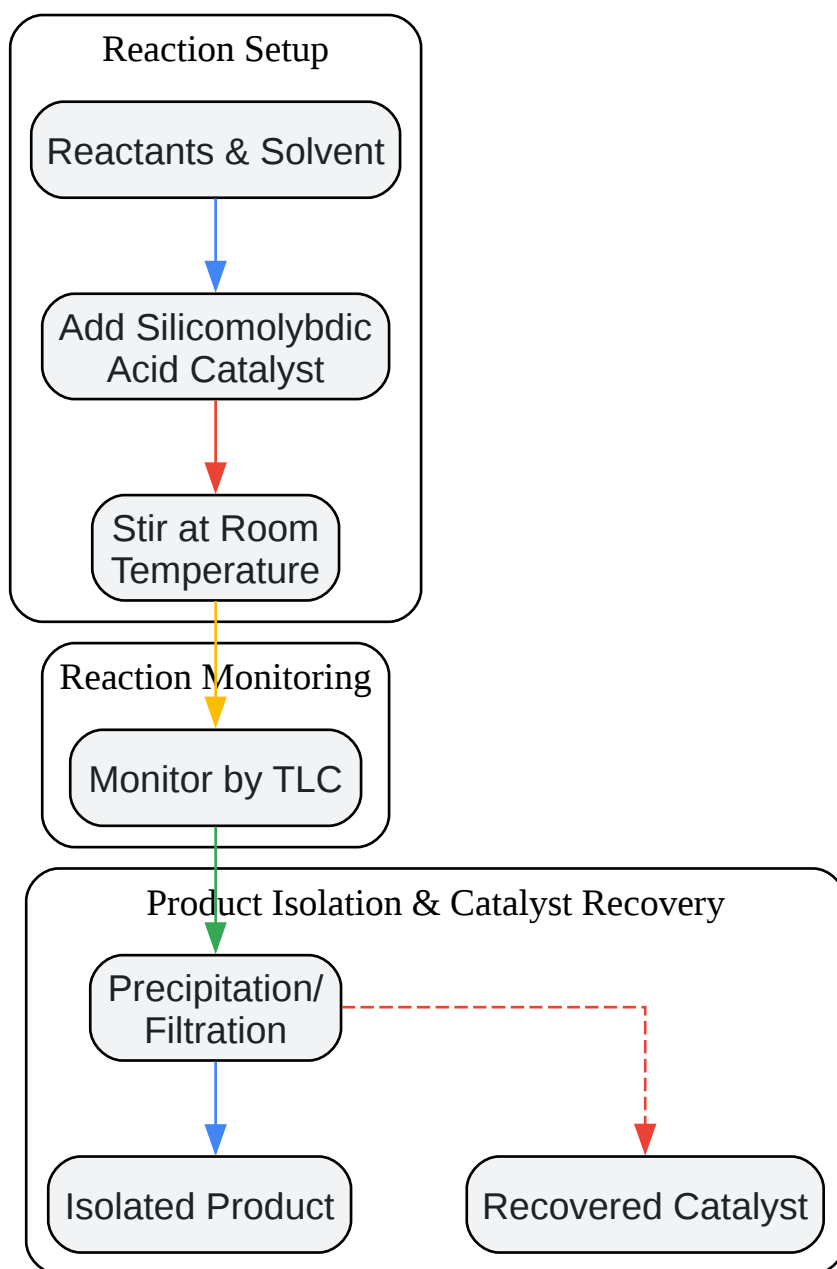 Reaction Setup
Reactants & Solvent
Add Silicomolybdic
Acid Catalyst
Stir at Room
Temperature
Reaction Monitoring
Monitor by TLC
Product Isolation & Catalyst Recovery
Precipitation/
Filtration
Isolated Product
Recovered Catalyst